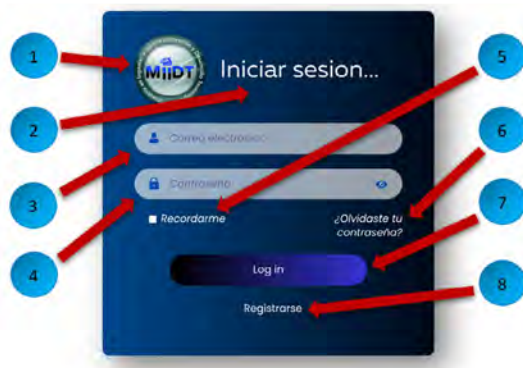 1
MiiDT
Iniciar sesion...
5
2
Correo electrónico
6
3
Contraseña
Recordarme
¿Olvidaste tu
contraseña?
7
4
Log in
8
Registrarse